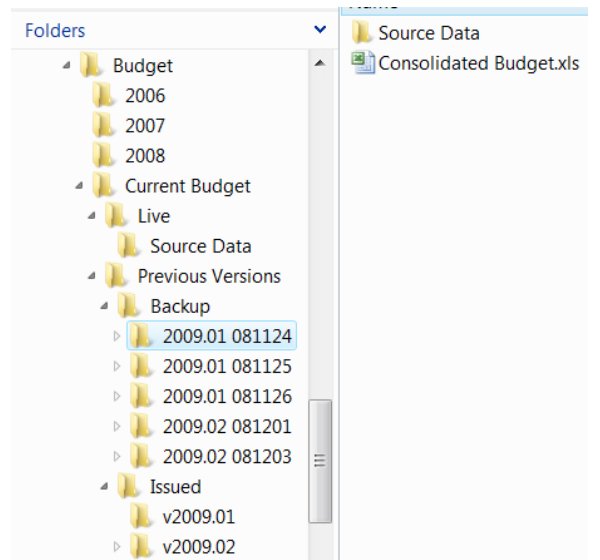 Folders
Budget
2006
2007
2008
Current Budget
Live
Source Data
Previous Versions
Backup
2009.01 081124
2009.01 081125
2009.01 081126
2009.02 081201
2009.02 081203
Issued
v2009.01
v2009.02
Name
Source Data
Consolidated Budget.xls